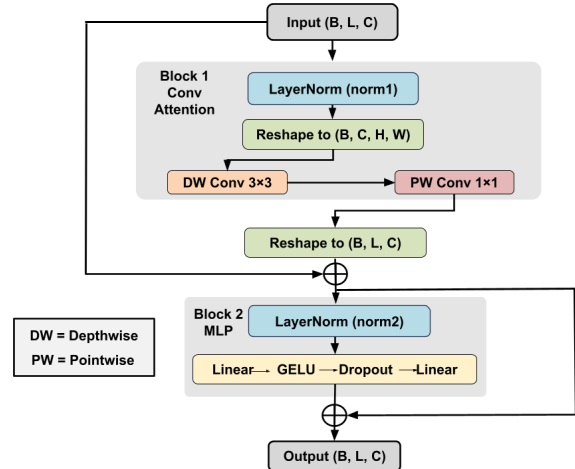 Input (B, L, C)
Block 1
Conv
Attention
LayerNorm (norm1)
Reshape to (B, C, H, W)
DW Conv 3×3
PW Conv 1×1
Reshape to (B, L, C)
Block 2
MLP
LayerNorm (norm2)
Linear GELU Dropout Linear
DW = Depthwise
PW = Pointwise
Output (B, L, C)